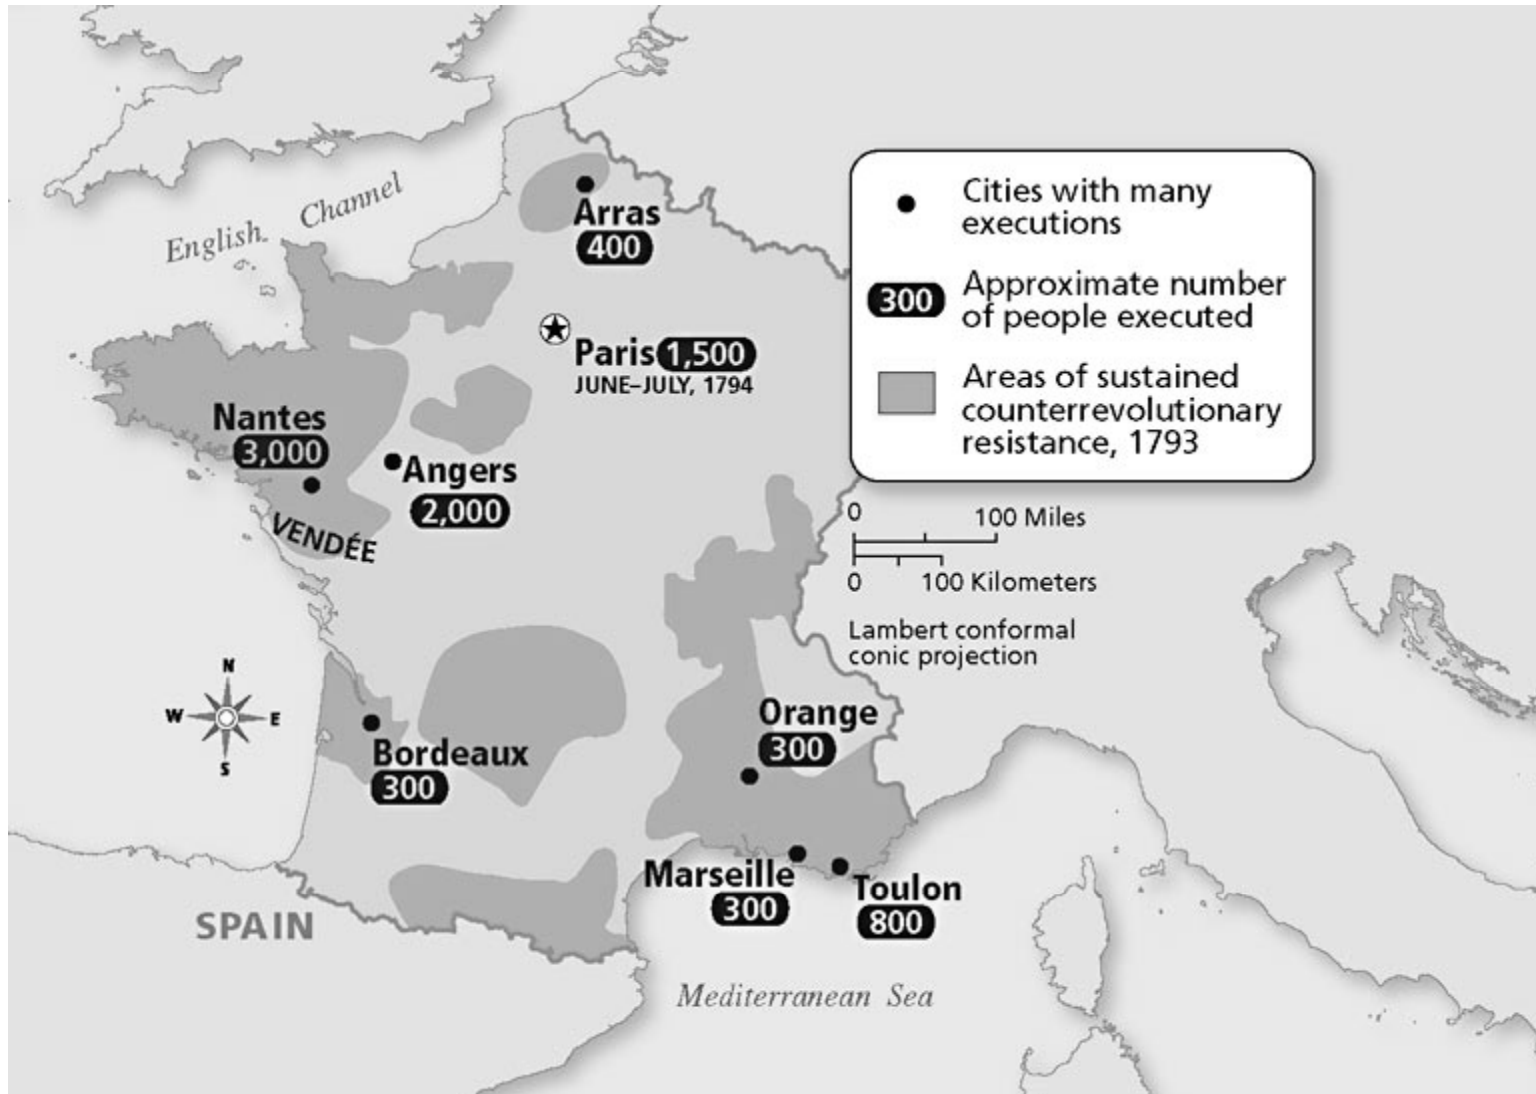 English Channel
Arras
400
Paris 1,500
JUNE–JULY, 1794
Nantes
3,000
Angers
2,000
VENDÉE
Cities with many
executions
300
Approximate number
of people executed
Areas of sustained
counterrevolutionary
resistance, 1793
0 100 Miles
0 100 Kilometers
Lambert conformal
conic projection
N
W E
S
Bordeaux
300
Orange
300
Marseille
300
Toulon
800
SPAIN
Mediterranean Sea